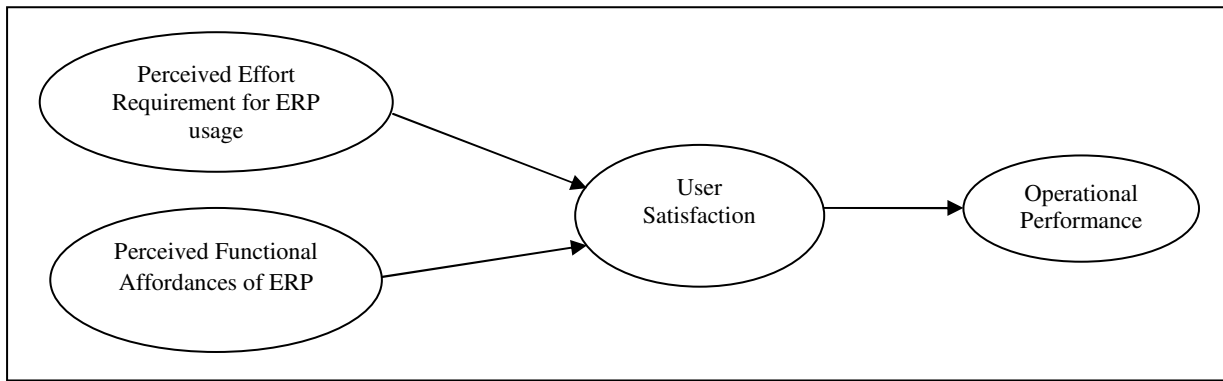 Perceived Effort
Requirement for ERP
usage
Perceived Functional
Affordances of ERP
User
Satisfaction
Operational
Performance